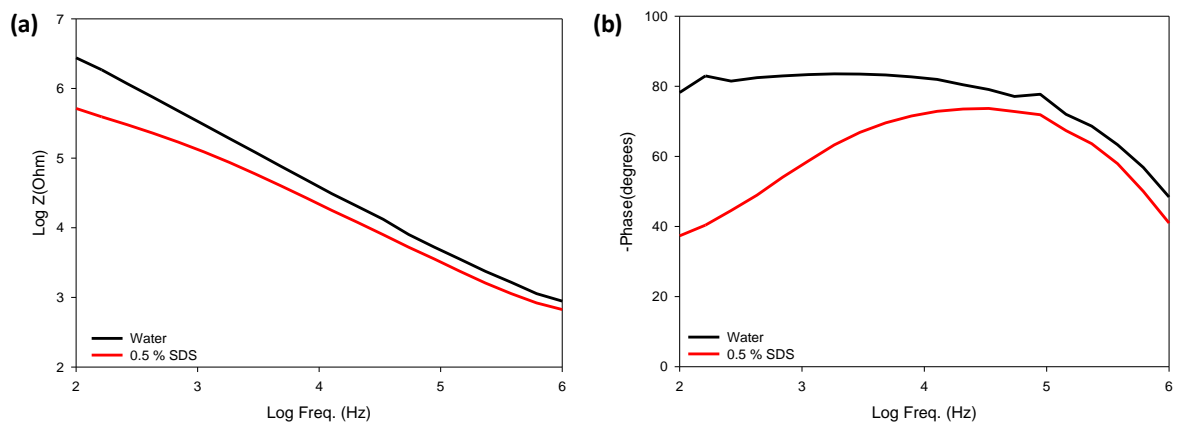 (a)
7
6
5
4
3
2
Log Z(Ohm)
Water
0.5 % SDS
2 3 4 5 6
Log Freq. (Hz)
(b)
100
80
60
40
20
0
-Phase(degrees)
Water
0.5 % SDS
2 3 4 5 6
Log Freq. (Hz)